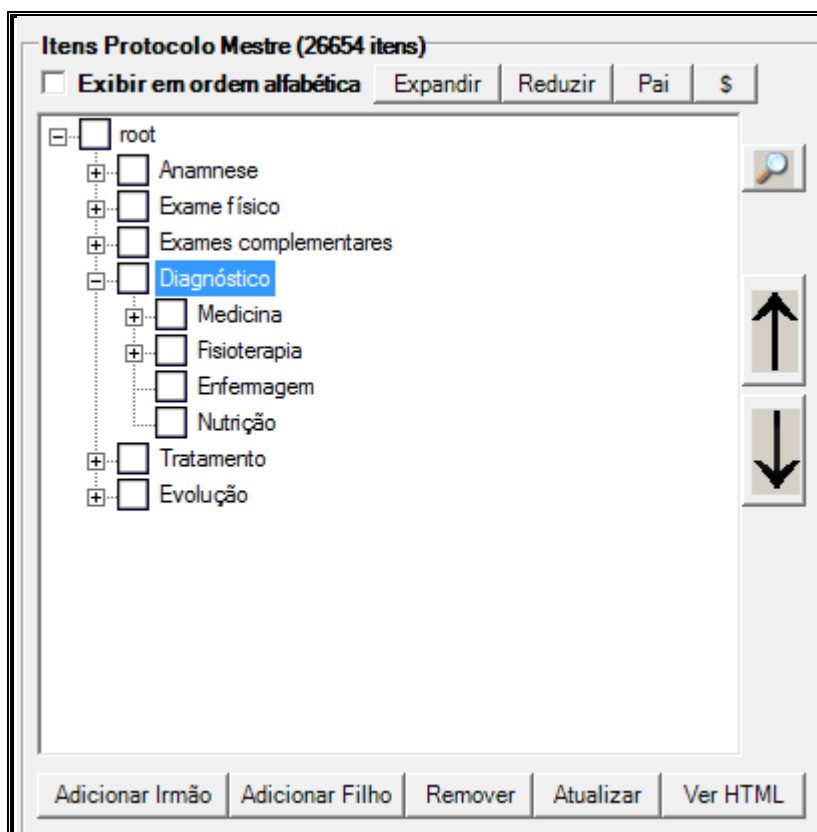 Itens Protocolo Mestre (26654 itens)
Exibir em ordem alfabética Expandir Reduzir Pai $
root
Anamnese
Exame físico
Exames complementares
Diagnóstico
Medicina
Fisioterapia
Enfermagem
Nutrição
Tratamento
Evolução
Adicionar Irmão Adicionar Filho Remover Atualizar Ver HTML